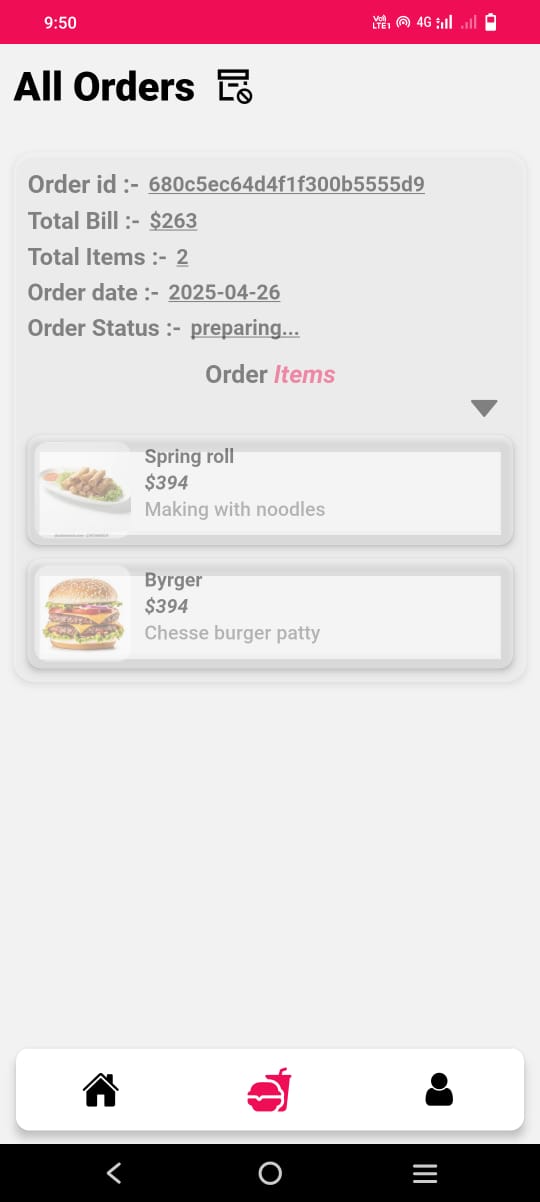 9:50
Vo) LTE1 4G
All Orders
Order id :- 680c5ec64d4f1f300b5555d9
Total Bill :- $263
Total Items :- 2
Order date :- 2025-04-26
Order Status :- preparing...
Order Items
Spring roll
$394
Making with noodles
Byrger
$394
Chesse burger patty